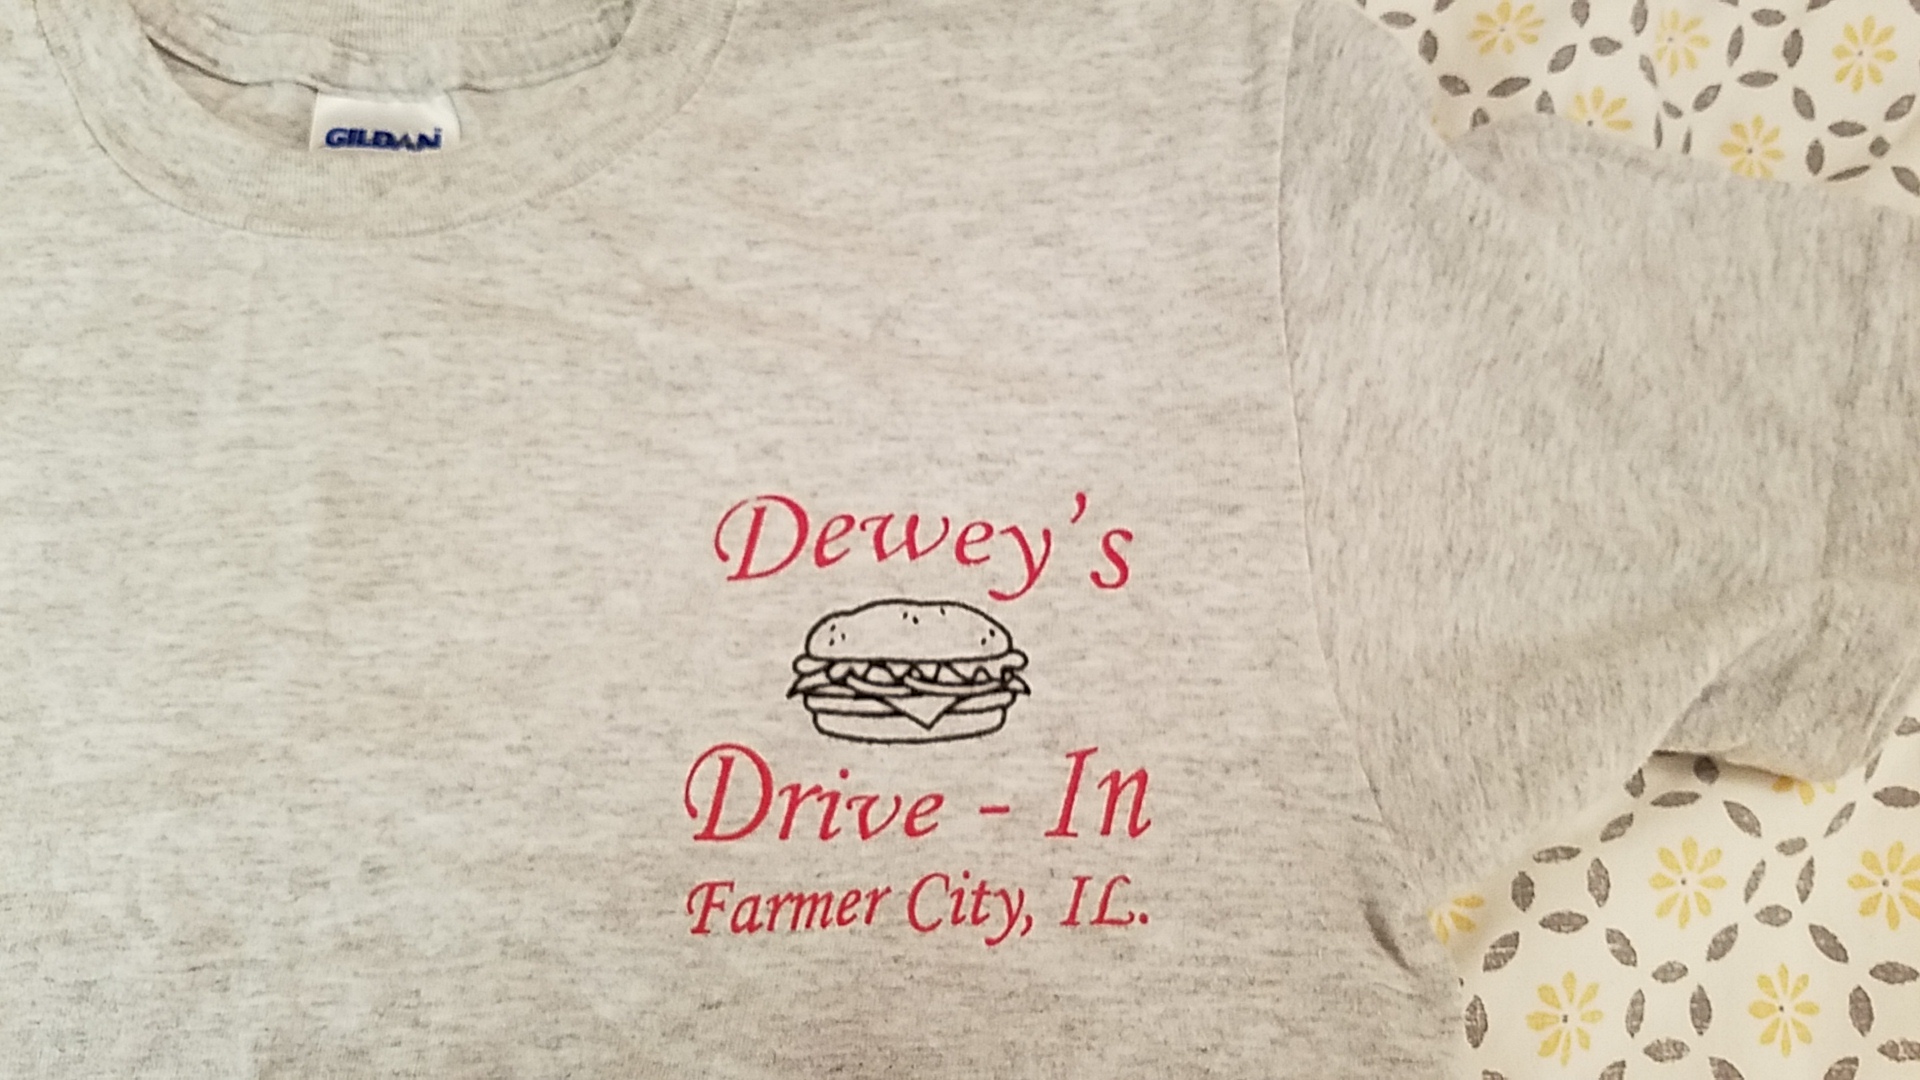 GILDAN
Dewey's
Drive - In
Farmer City, IL.